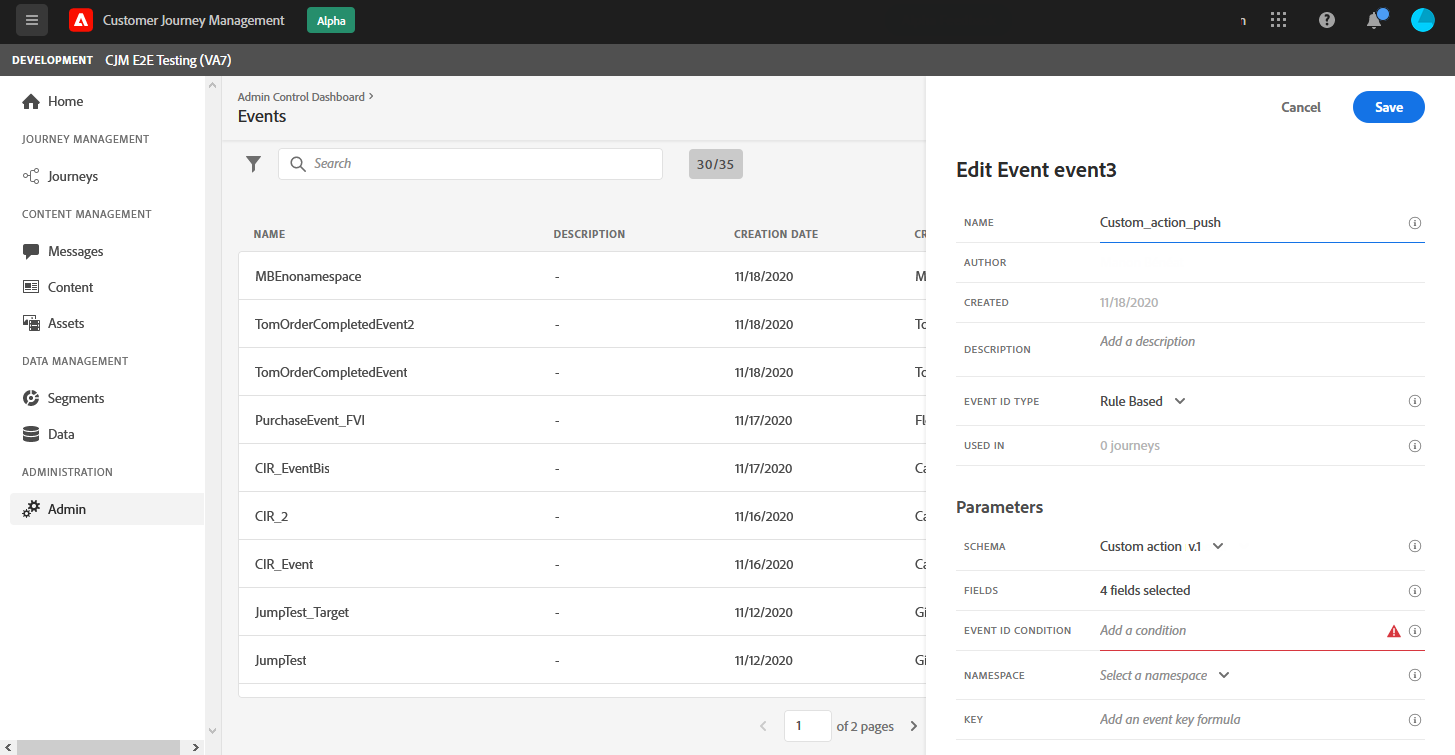 Customer Journey Management Alpha
DEVELOPMENT CJM E2E Testing (VA7)
Home
JOURNEY MANAGEMENT
Journeys
CONTENT MANAGEMENT
Messages
Content
Assets
DATA MANAGEMENT
Segments
Data
ADMINISTRATION
Admin
Admin Control Dashboard >
Events
Search 30/35
NAME DESCRIPTION CREATION DATE CR
MBEnonamespace - 11/18/2020 M
TomOrderCompletedEvent2 - 11/18/2020 To
TomOrderCompletedEvent - 11/18/2020 To
PurchaseEvent_FVI - 11/17/2020 Fl
CIR_EventBis - 11/17/2020 Ca
CIR_2 - 11/16/2020 Ca
CIR_Event - 11/16/2020 Ca
JumpTest_Target - 11/12/2020 Gi
JumpTest - 11/12/2020 Gi
1 of 2 pages
Cancel Save
Edit Event event3
NAME Custom_action_push
AUTHOR
CREATED 11/18/2020
DESCRIPTION Add a description
EVENT ID TYPE Rule Based
USED IN 0 journeys
Parameters
SCHEMA Custom action v.1
FIELDS 4 fields selected
EVENT ID CONDITION Add a condition
NAMESPACE Select a namespace
KEY Add an event key formula